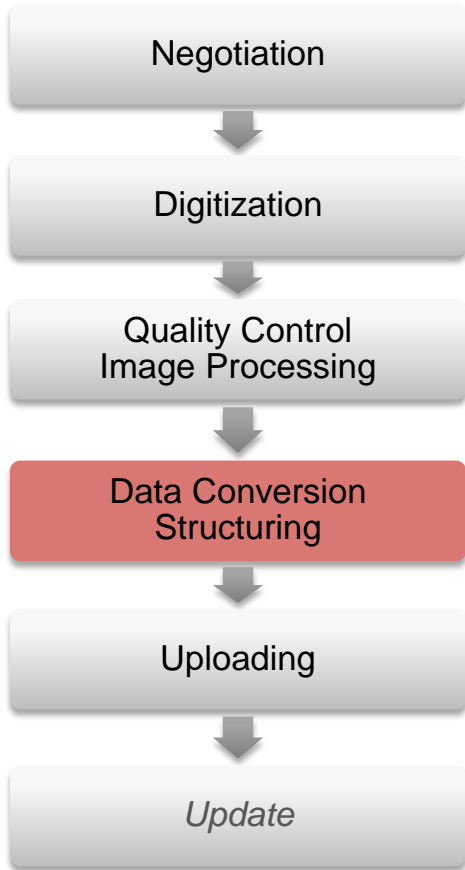 Negotiation
Digitization
Quality Control
Image Processing
Data Conversion
Structuring
Uploading
Update